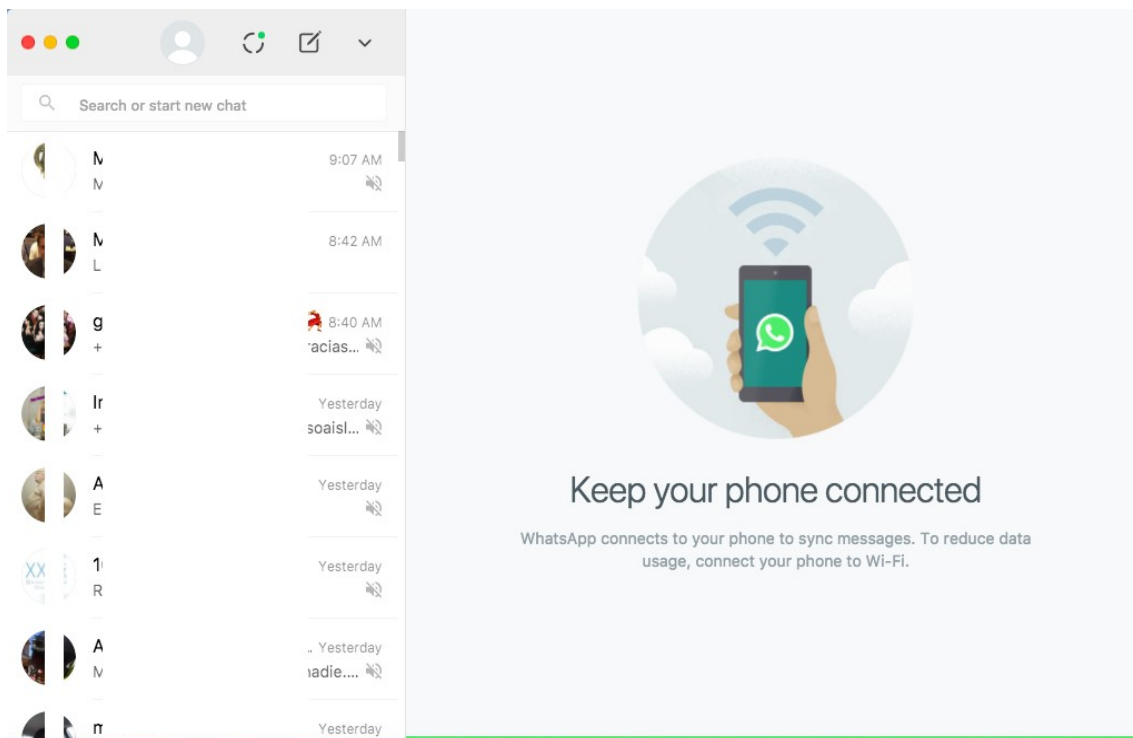 Search or start new chat
M
9:07 AM
M
M
8:42 AM
L
g
8:40 AM
+
racias...
Ir
Yesterday
+
soaisl...
A
Yesterday
E
Yesterday
R
A
.. Yesterday
M
nadie....
Yesterday
Keep your phone connected
WhatsApp connects to your phone to sync messages. To reduce data
usage, connect your phone to Wi-Fi.